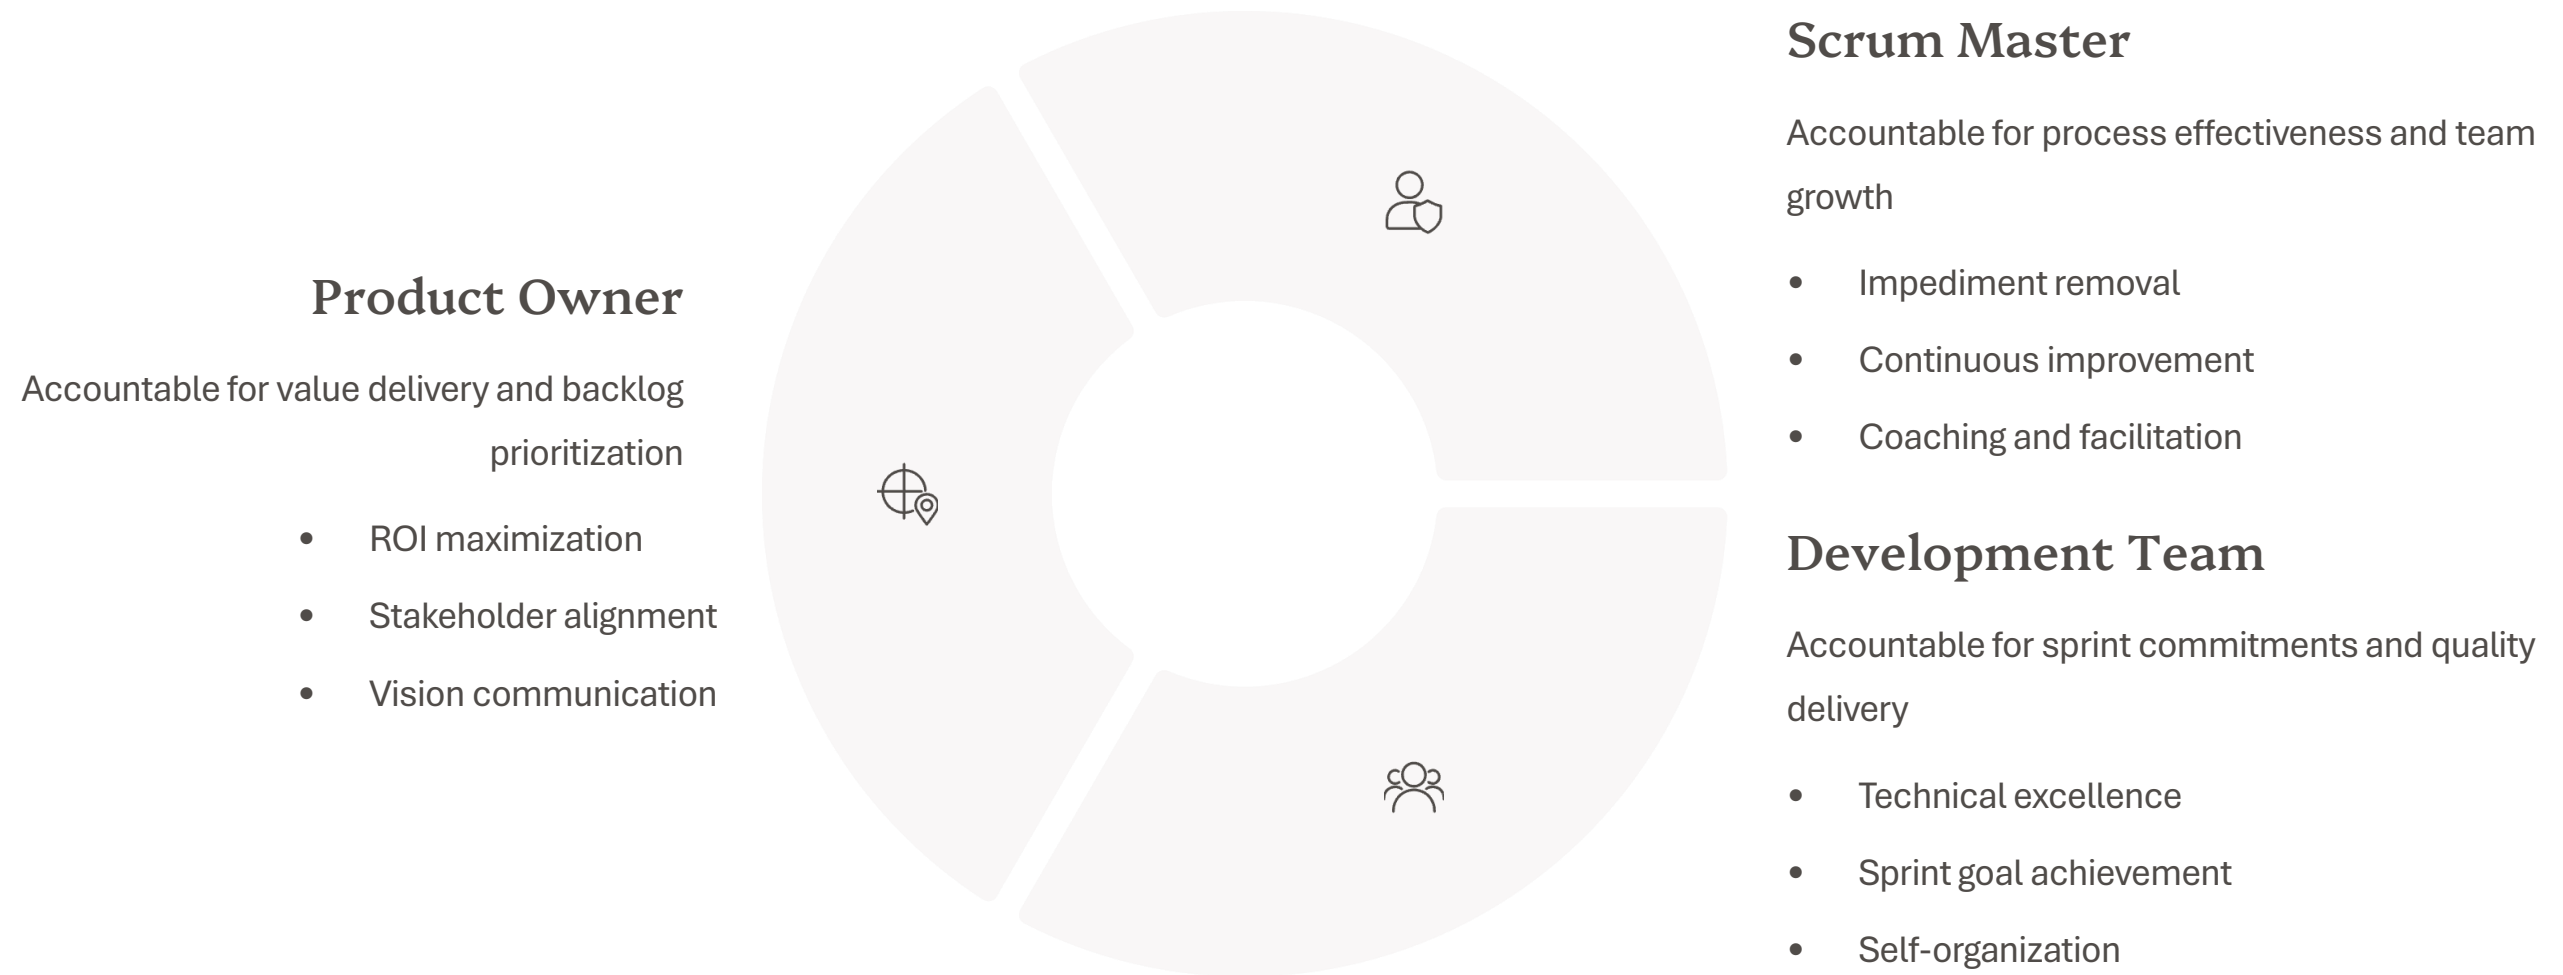 Product Owner
Accountable for value delivery and backlog
prioritization
• ROI maximization
• Stakeholder alignment
• Vision communication
Scrum Master
Accountable for process effectiveness and team
growth
• Impediment removal
• Continuous improvement
• Coaching and facilitation
Development Team
Accountable for sprint commitments and quality
delivery
• Technical excellence
• Sprint goal achievement
• Self-organization